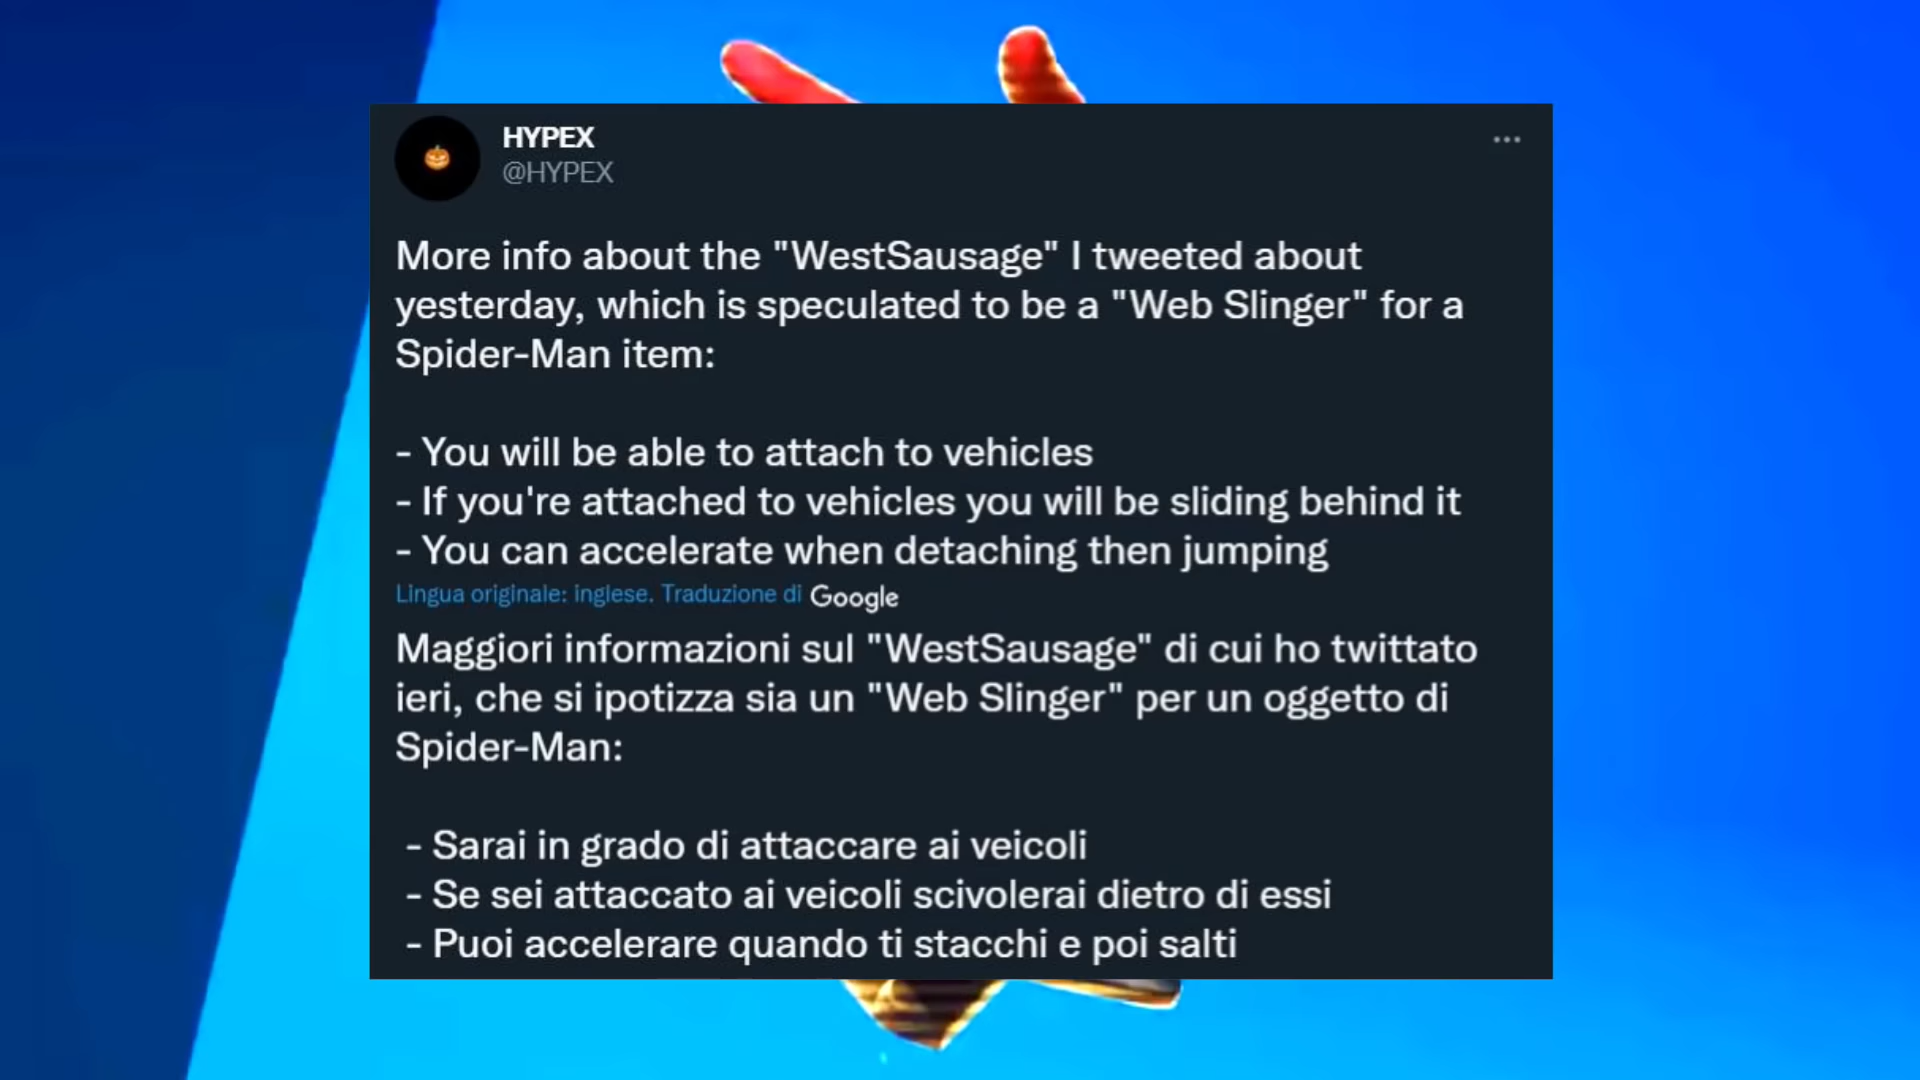 HYPEX
@HYPEX
More info about the "WestSausage" I tweeted about
yesterday, which is speculated to be a "Web Slinger" for a
Spider-Man item:
- You will be able to attach to vehicles
- If you're attached to vehicles you will be sliding behind it
- You can accelerate when detaching then jumping
Lingua originale: inglese. Traduzione di Google
Maggiori informazioni sul "WestSausage" di cui ho twittato
ieri, che si ipotizza sia un "Web Slinger" per un oggetto di
Spider-Man:
- Sarai in grado di attaccare ai veicoli
- Se sei attaccato ai veicoli scivolerai dietro di essi
- Puoi accelerare quando ti stacchi e poi salti